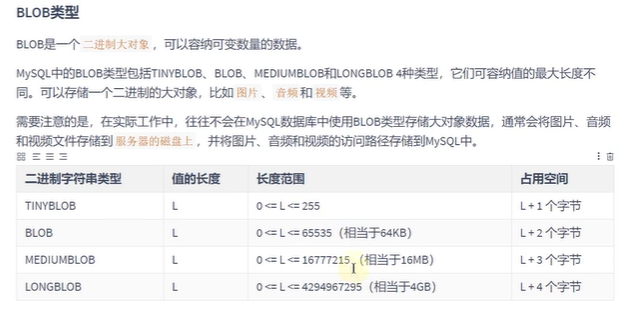 BLOB类型
BLOB是一个 二进制大对象 ，可以容纳可变数量的数据。
MySQL中的BLOB类型包括TINYBLOB、BLOB、MEDIUMBLOB和LONGBLOB 4种类型，它们可容纳值的最大长度不
同。可以存储一个二进制的大对象，比如 图片 、 音频 和 视频 等。
需要注意的是，在实际工作中，往往不会在MySQL数据库中使用BLOB类型存储大对象数据，通常会将图片、音频
和视频文件存储到 服务器的磁盘上 ，并将图片、音频和视频的访问路径存储到MySQL中。
二进制字符串类型 值的长度 长度范围 占用空间
TINYBLOB L 0 <= L <= 255 L + 1 个字节
BLOB L 0 <= L <= 65535（相当于64KB） L + 2 个字节
MEDIUMBLOB L 0 <= L <= 16777215 （相当于16MB） L + 3 个字节
LONGBLOB L 0 <= L <= 4294967295（相当于4GB） L + 4 个字节